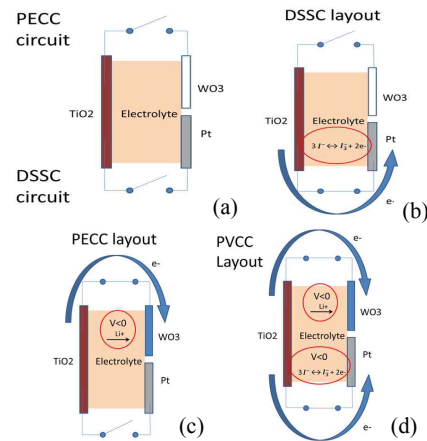 PECC
circuit
TiO2
Electrolyte
WO3
Pt
DSSC
circuit
(a)
DSSC layout
TiO2
Electrolyte
WO3
3 I⁻ ↔ I₃⁻ + 2e-
Pt
e-
(b)
PECC layout
e-
V<0
Li+
TiO2
Electrolyte
WO3
Pt
(c)
PVCC
Layout
e-
V<0
Li+
TiO2
Electrolyte
WO3
V<0
3 I⁻ ↔ I₃⁻ + 2e-
Pt
e-
(d)